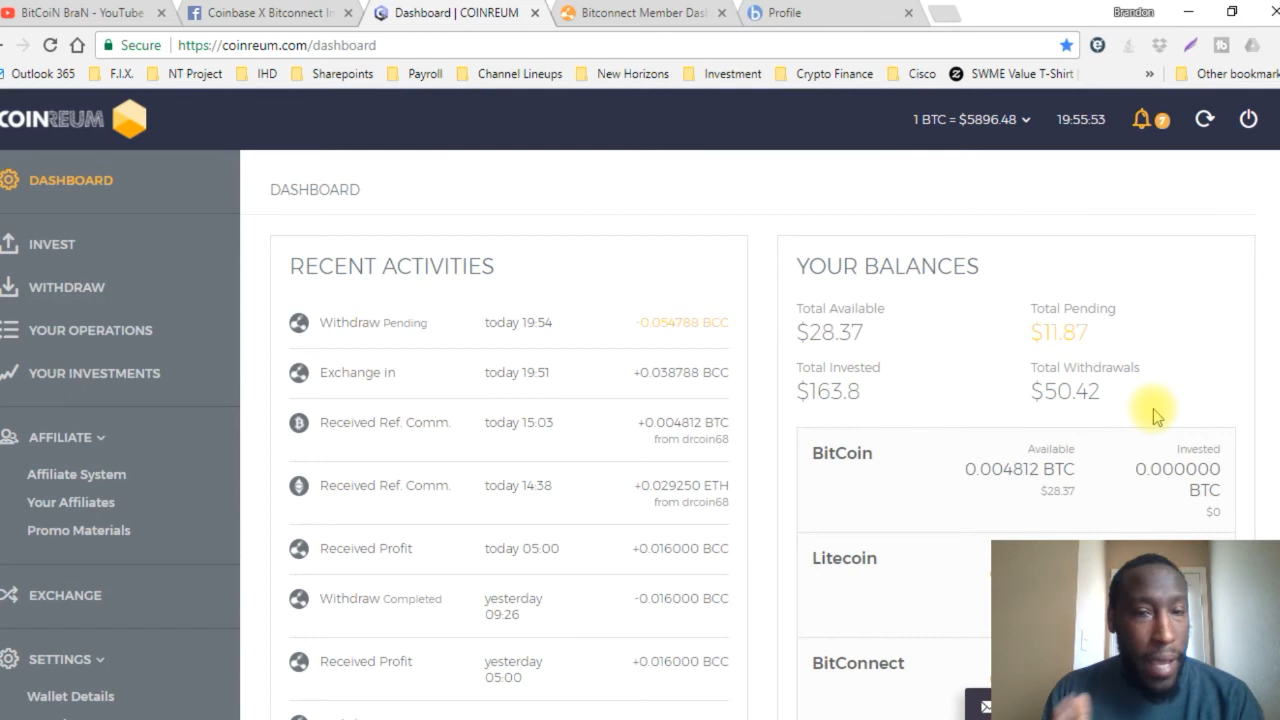 BitCoiN BraN - YouTube
Coinbase X Bitconnect In
Dashboard | COINREUM
Bitconnect Member Das
Profile
Brandon
Secure
https://coinreum.com/dashboard
Outlook 365
F.I.X.
NT Project
IHD
Sharepoints
Payroll
Channel Lineups
New Horizons
Investment
Crypto Finance
Cisco
SWME Value T-Shirt
»
Other bookmark
COINREUM
1 BTC = $5896.48
19:55:53
7
DASHBOARD
INVEST
WITHDRAW
YOUR OPERATIONS
YOUR INVESTMENTS
AFFILIATE
Affiliate System
Your Affiliates
Promo Materials
EXCHANGE
SETTINGS
Wallet Details
DASHBOARD
RECENT ACTIVITIES
Withdraw Pending today 19:54 -0.054788 BCC
Exchange in today 19:51 +0.038788 BCC
Received Ref. Comm. today 15:03 +0.004812 BTC
from drcoin68
Received Ref. Comm. today 14:38 +0.029250 ETH
from drcoin68
Received Profit today 05:00 +0.016000 BCC
Withdraw Completed yesterday -0.016000 BCC
09:26
Received Profit yesterday +0.016000 BCC
05:00
YOUR BALANCES
Total Available Total Pending
$28.37 $11.87
Total Invested Total Withdrawals
$163.8 $50.42
BitCoin Available Invested
0.004812 BTC 0.000000
BTC
$28.37 $0
Litecoin
BitConnect